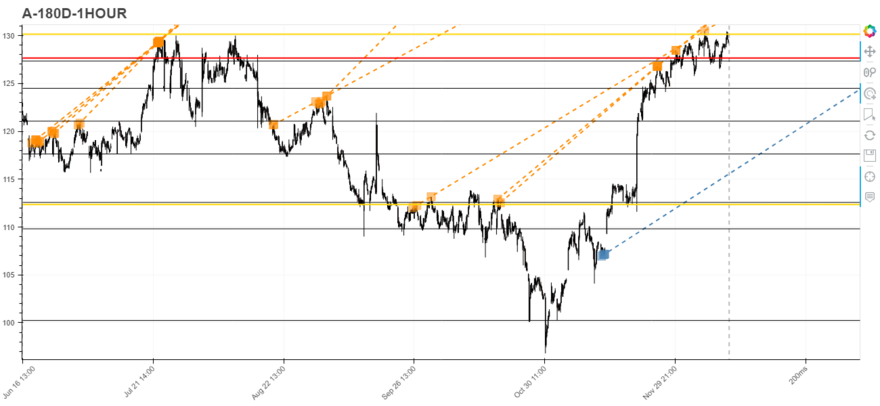 A-180D-1HOUR
130
125
120
115
110
105
100
Jun 16 13:00
Jul 21 14:00
Aug 22 13:00
Sep 26 13:00
Oct 30 11:00
Nov 29 21:00
200ms